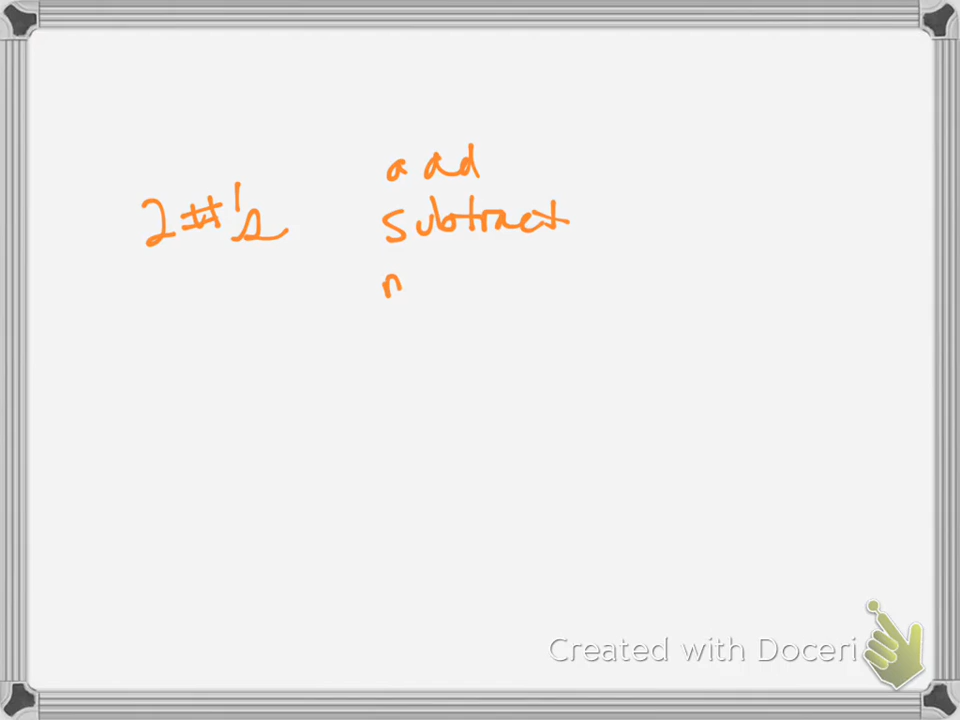 2 #'s
a ad
subtract
n
Created with Doceri